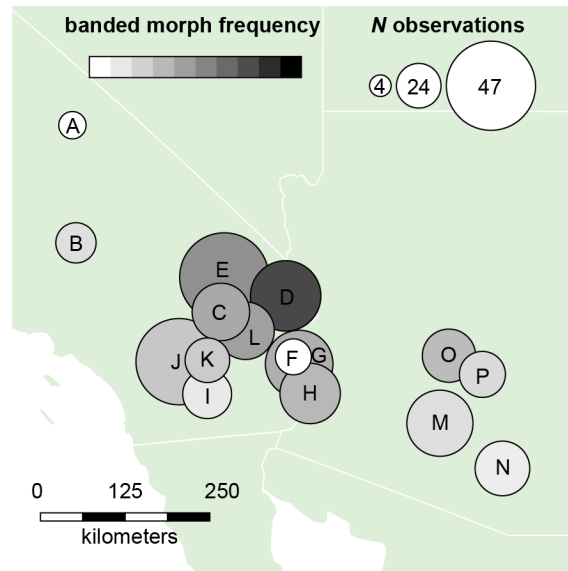 banded morph frequency
N observations
4 24 47
A
B
E
D
C
L
J K F G
I H
O
P
M
N
0 125 250
kilometers